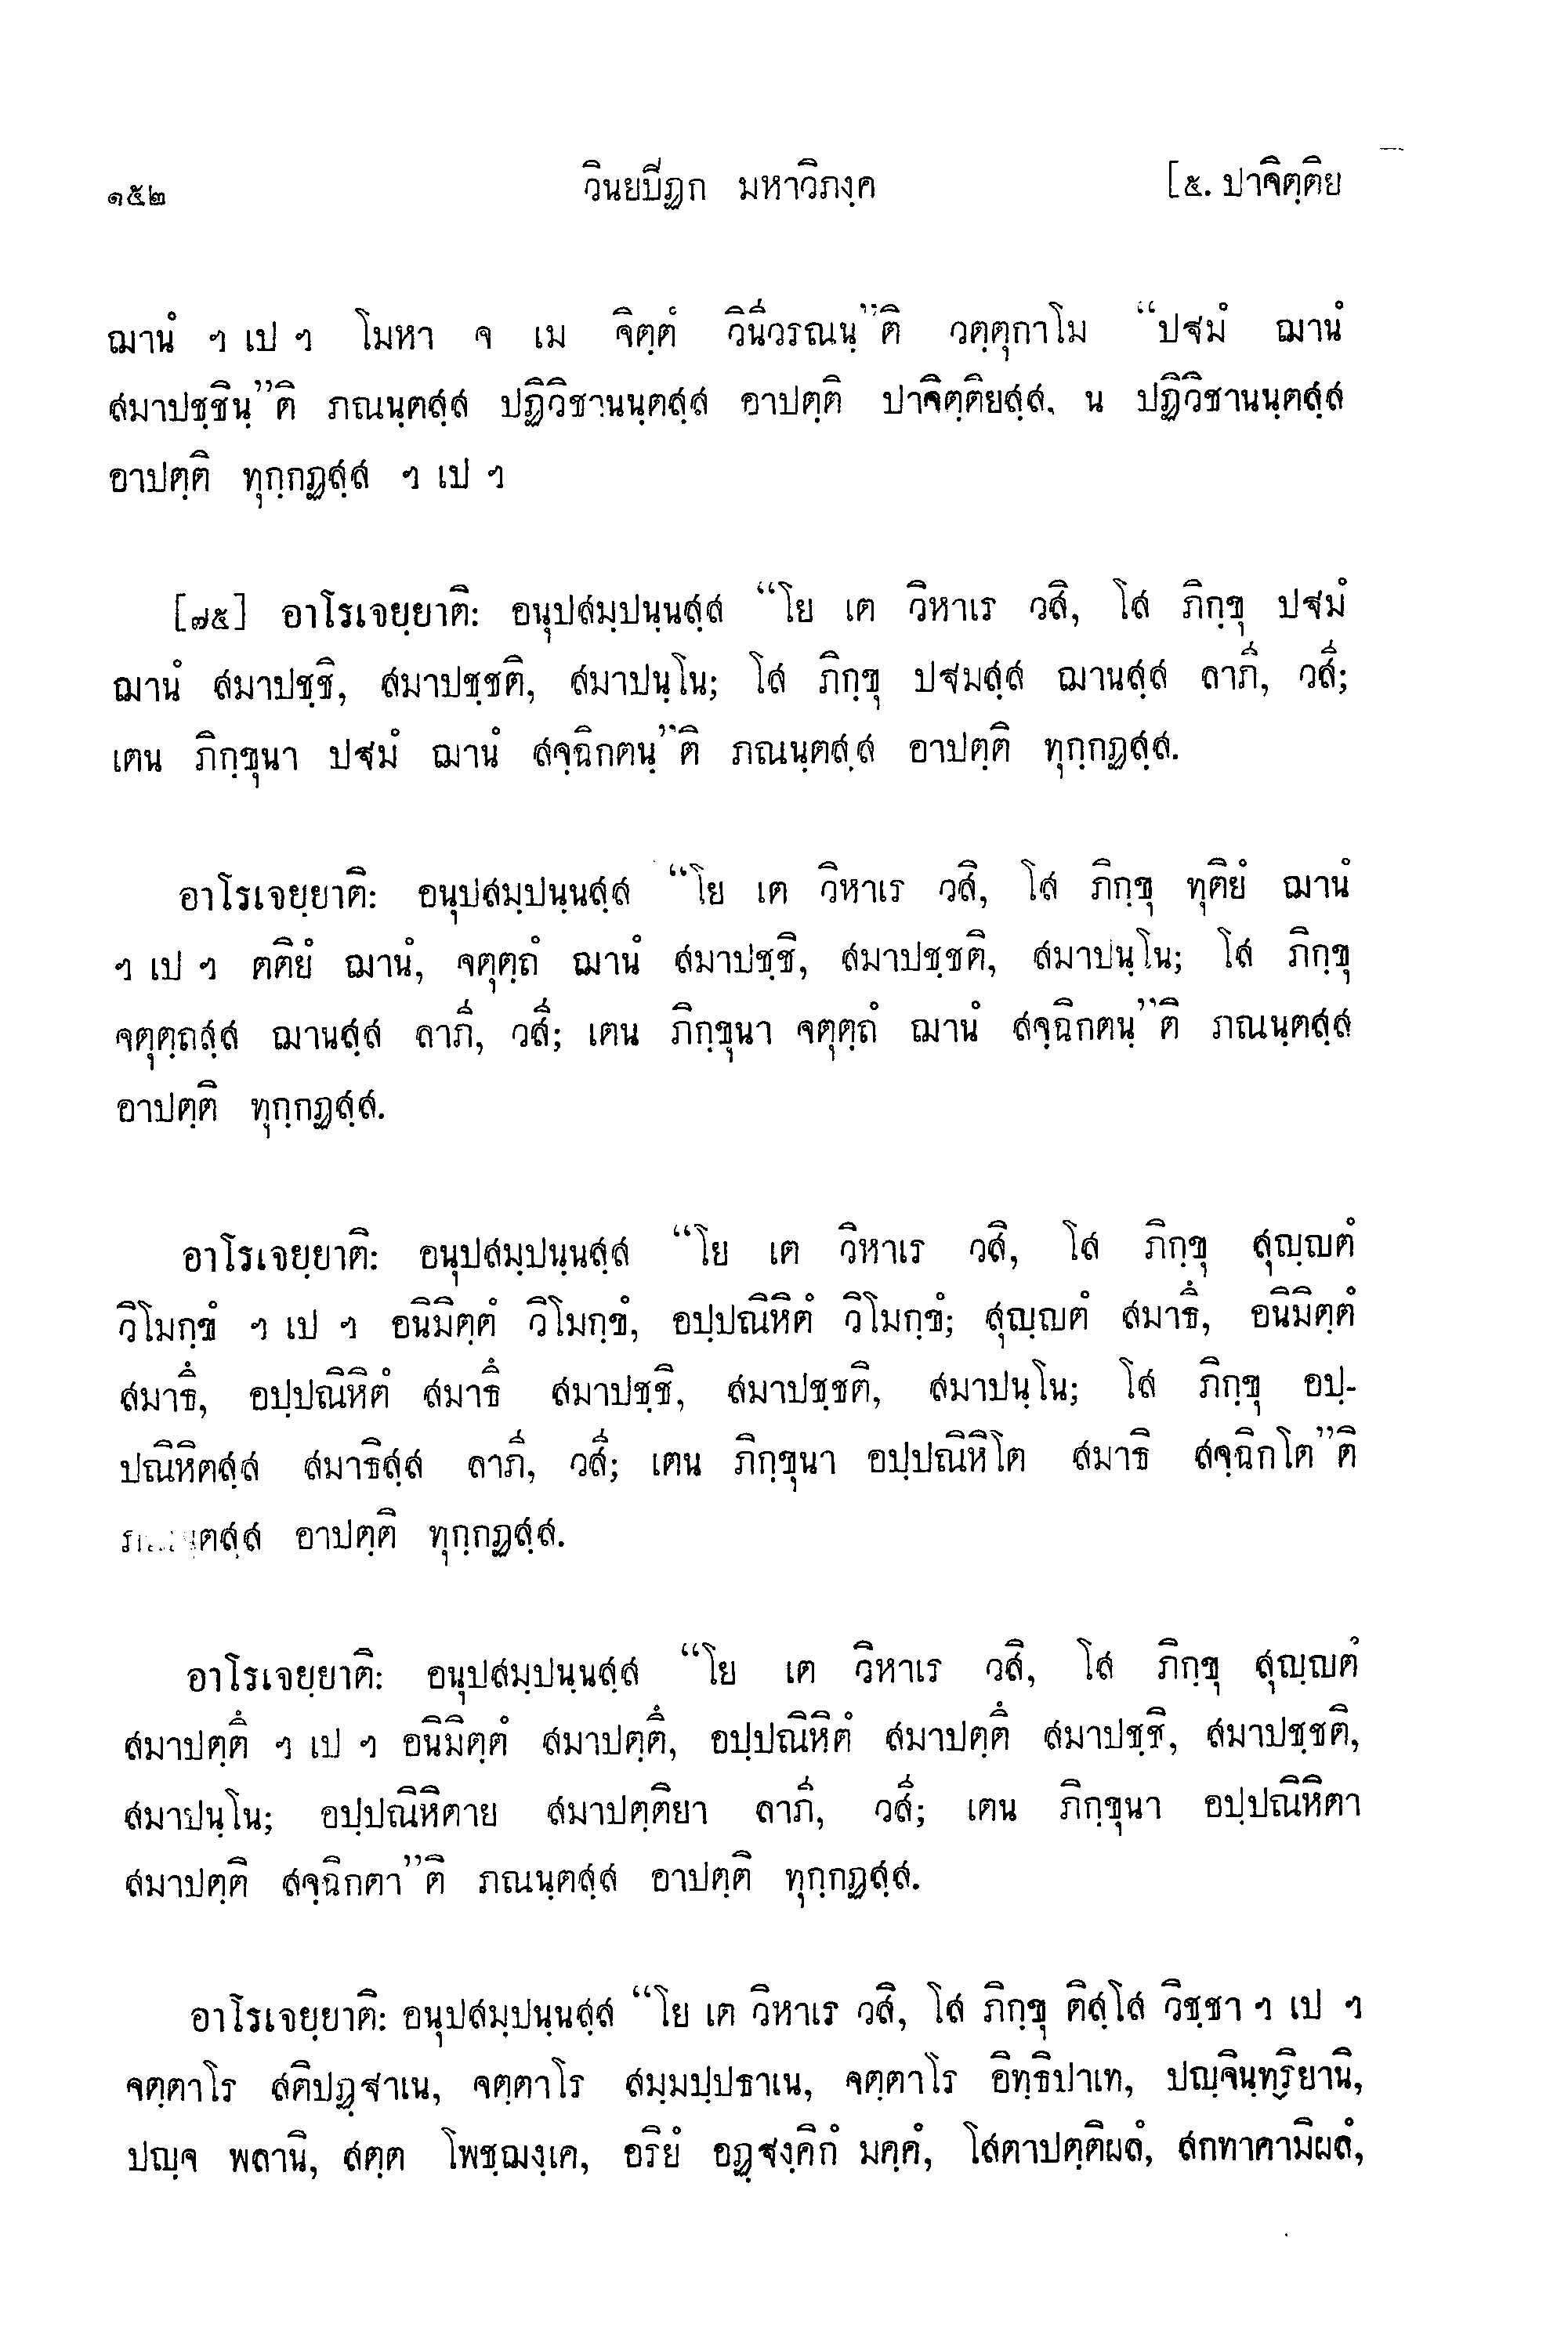 ๑๕๒ วินยปิฏก มหาวิภงฺค [๕. ปาจิตฺติย
ฌานํ ฯ เป ฯ โมหา จ เม จิตฺตํ วินีวรณนฺ”ติ วตฺตุกาโม “ปฐมํ ฌานํ
สมาปชฺชินฺ”ติ ภณนฺตสฺส ปฏิวิชานนฺตสฺส อาปตฺติ ปาจิตฺติยสฺส. น ปฏิวิชานนฺตสฺส
อาปตฺติ ทุกฺกฏสฺส ฯ เป ฯ
[๗๕] อาโรเจยฺยาติ: อนุปสมฺปนฺนสฺส “โย เต วิหาเร วสิ, โส ภิกฺขุ ปฐมํ
ฌานํ สมาปชฺชิ, สมาปชฺชติ, สมาปนฺโน; โส ภิกฺขุ ปฐมสฺส ฌานสฺส ลาภี, วสี;
เตน ภิกฺขุนา ปฐมํ ฌานํ สจฺฉิกตนฺ”ติ ภณนฺตสฺส อาปตฺติ ทุกฺกฏสฺส.
อาโรเจยฺยาติ: อนุปสมฺปนฺนสฺส “โย เต วิหาเร วสิ, โส ภิกฺขุ ทุติยํ ฌานํ
ฯ เป ฯ ตติยํ ฌานํ, จตุตฺถํ ฌานํ สมาปชฺชิ, สมาปชฺชติ, สมาปนฺโน; โส ภิกฺขุ
จตุตฺถสฺส ฌานสฺส ลาภี, วสี; เตน ภิกฺขุนา จตุตฺถํ ฌานํ สจฺฉิกตนฺ”ติ ภณนฺตสฺส
อาปตฺติ ทุกฺกฏสฺส.
อาโรเจยฺยาติ: อนุปสมฺปนฺนสฺส “โย เต วิหาเร วสิ, โส ภิกฺขุ สุญฺญตํ
วิโมกฺขํ ฯ เป ฯ อนิมิตฺตํ วิโมกฺขํ, อปฺปณิหิตํ วิโมกฺขํ; สุญฺญตํ สมาธึ, อนิมิตฺตํ
สมาธึ, อปฺปณิหิตํ สมาธึ สมาปชฺชิ, สมาปชฺชติ, สมาปนฺโน; โส ภิกฺขุ อปฺ-
ปณิหิตสฺส สมาธิสฺส ลาภี, วสี; เตน ภิกฺขุนา อปฺปณิหิโต สมาธิ สจฺฉิกโต”ติ
อาปตฺติ ทุกฺกฏสฺส.
อาโรเจยฺยาติ: อนุปสมฺปนฺนสฺส “โย เต วิหาเร วสิ, โส ภิกฺขุ สุญฺญตํ
สมาปตฺตึ ฯ เป ฯ อนิมิตฺตํ สมาปตฺตึ, อปฺปณิหิตํ สมาปตฺตึ สมาปชฺชิ, สมาปชฺชติ,
สมาปนฺโน; อปฺปณิหิตาย สมาปตฺติยา ลาภี, วสี; เตน ภิกฺขุนา อปฺปณิหิตา
สมาปตฺติ สจฺฉิกตา”ติ ภณนฺตสฺส อาปตฺติ ทุกฺกฏสฺส.
อาโรเจยฺยาติ: อนุปสมฺปนฺนสฺส “โย เต วิหาเร วสิ, โส ภิกฺขุ ติสฺโส วิชฺชา ฯ เป ฯ
จตฺตาโร สติปฏฺฐาเน, จตฺตาโร สมฺมปฺปธาเน, จตฺตาโร อิทฺธิปาเท, ปญฺจินฺทฺริยานิ,
ปญฺจ พลานิ, สตฺต โพชฺฌงฺเค, อริยํ อฏฺฐงฺคิกํ มคฺคํ, โสตาปตฺติผลํ, สกทาคามิผลํ,